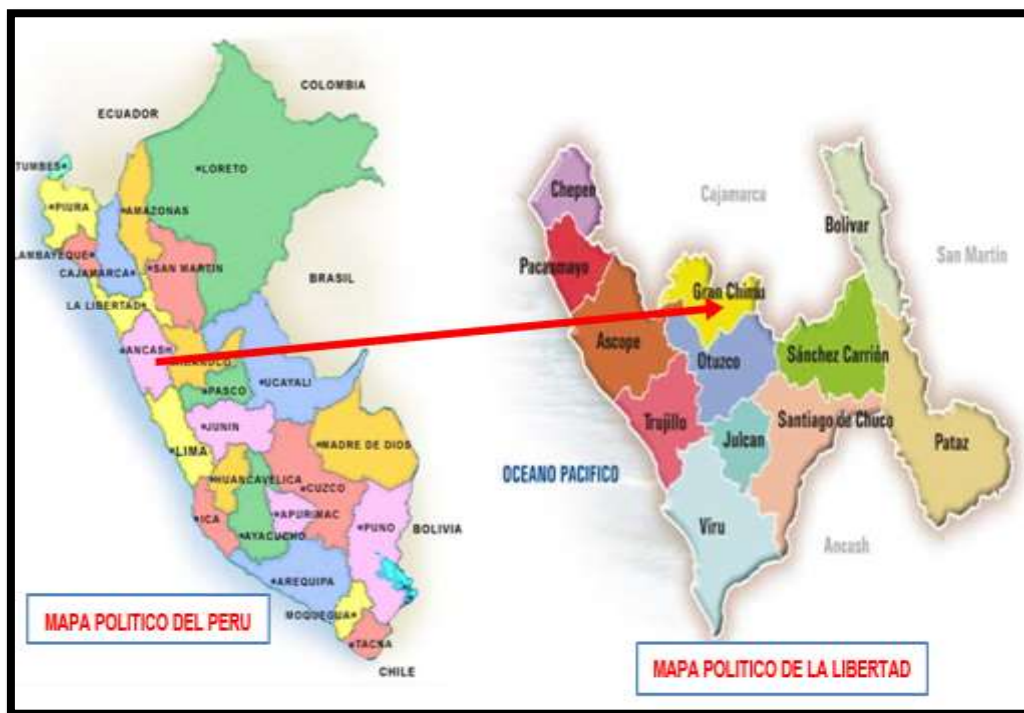 COLOMBIA
ECUADOR
TUMBES
LORETO
PIURA
AMAZONAS
LAMBAYEQUE
CAJAMARCA
SAN MARTIN
BRASIL
LA LIBERTAD
ANCASH
PASCO
UCAYALI
JUNIN
LIMA
MADRE DE DIOS
HUANCAVELICA
CUZCO
ICA
APURIMAC
AYACUCHO
PUNO
BOLIVIA
AREQUIPA
MOQUEGUA
TACNA
CHILE
MAPA POLITICO DEL PERU
Chepen
Cajamarca
Bolivar
San Martín
Pacasmayo
Gran Chimú
Ascope
Otuzco
Sánchez Carrión
Trujillo
Julcan
Santiago de Chuco
Pataz
OCEANO PACIFICO
Viru
Ancash
MAPA POLITICO DE LA LIBERTAD